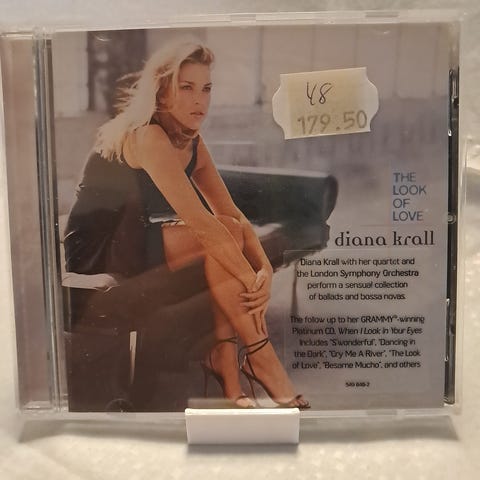 48
179.50
THE
LOOK
OF
LOVE
diana krall
Diana Krall with her quartet and
the London Symphony Orchestra
perform a sensual collection
of ballads and bossa novas
The follow up to her GRAMMY®-winning
Platinum CD, When I Look in Your Eyes
Includes "S'wonderful", "Dancing in
the Dark", "Cry Me A River", "The Look
of Love", "Besame Mucho", and others
549 846-2